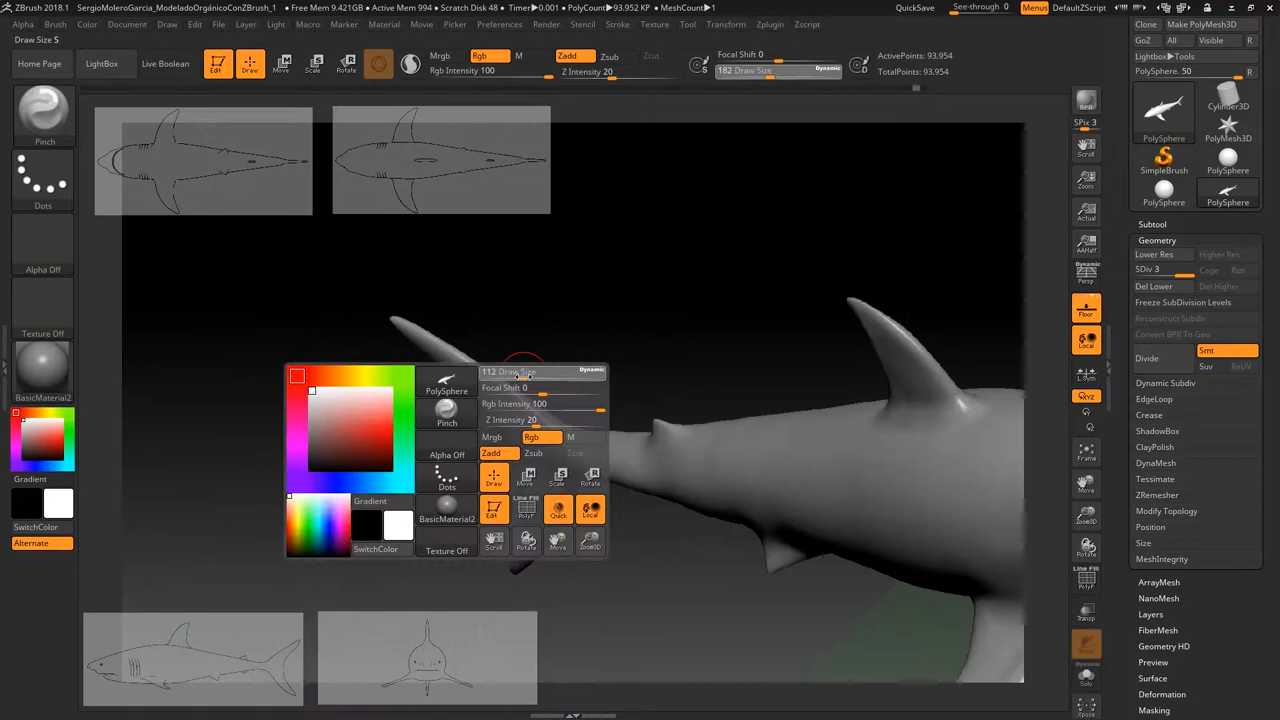 ZBrush 2018.1 SergioMoleroGarcia_ModeladoOrgánicoConZBrush_1 • Free Mem 9.421GB • Active Mem 994 • Scratch Disk 48 • Timer▶0.001 • PolyCount▶93.952 KP • MeshCount▶1 QuickSave See-through 0 Menus DefaultZScript
Alpha Brush Color Document Draw Edit File Layer Light Macro Marker Material Movie Picker Preferences Render Stencil Stroke Texture Tool Transform Zplugin Zscript
Draw Size S
Home Page LightBox Live Boolean Edit Draw Move Scale Rotate
Mrgb Rgb M Zadd Zsub Zcut
Rgb Intensity 100 Z Intensity 20
Focal Shift 0
182 Draw Size Dynamic
ActivePoints: 93,954
TotalPoints: 93,954
Pinch
Dots
Alpha Off
Texture Off
BasicMaterial2
Gradient
SwitchColor
Alternate
112 Draw Size Dynamic
Focal Shift 0
Rgb Intensity 100
Z Intensity 20
Mrgb Rgb M
Zadd Zsub Zcut
Draw Move Scale Rotate
Edit Line Fill PolyF Quick Local
Scroll Rotate Move Zoom3D
PolySphere
Pinch
Alpha Off
Dots
BasicMaterial2
Texture Off
Gradient
SwitchColor
BPR
SPix 3
Scroll
Zoom
Actual
AAHalf
Dynamic
Persp
Floor
Local
L.Sym
XYZ
Frame
Move
Zoom3D
Rotate
Line Fill
PolyF
Transp
Dynamic
Solo
Xpose
Clone Make PolyMesh3D
GoZ All Visible R
Lightbox▶Tools
PolySphere. 50 R
PolySphere Cylinder3D
PolyMesh3D
SimpleBrush PolySphere
PolySphere PolySphere
Subtool
Geometry
Lower Res Higher Res
SDiv 3 Cage Rstr
Del Lower Del Higher
Freeze SubDivision Levels
Reconstruct Subdiv
Convert BPR To Geo
Divide Smt
Suv ReUV
Dynamic Subdiv
EdgeLoop
Crease
ShadowBox
ClayPolish
DynaMesh
Tessimate
ZRemesher
Modify Topology
Position
Size
MeshIntegrity
ArrayMesh
NanoMesh
Layers
FiberMesh
Geometry HD
Preview
Surface
Deformation
Masking